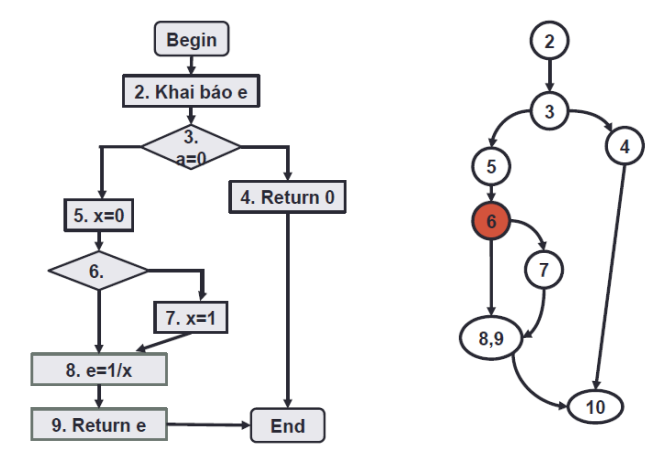 Begin
2. Khai báo e
3.
a=0
5. x=0
4. Return 0
6.
7. x=1
8. e=1/x
9. Return e
End
2
3
4
5
6
7
8,9
10